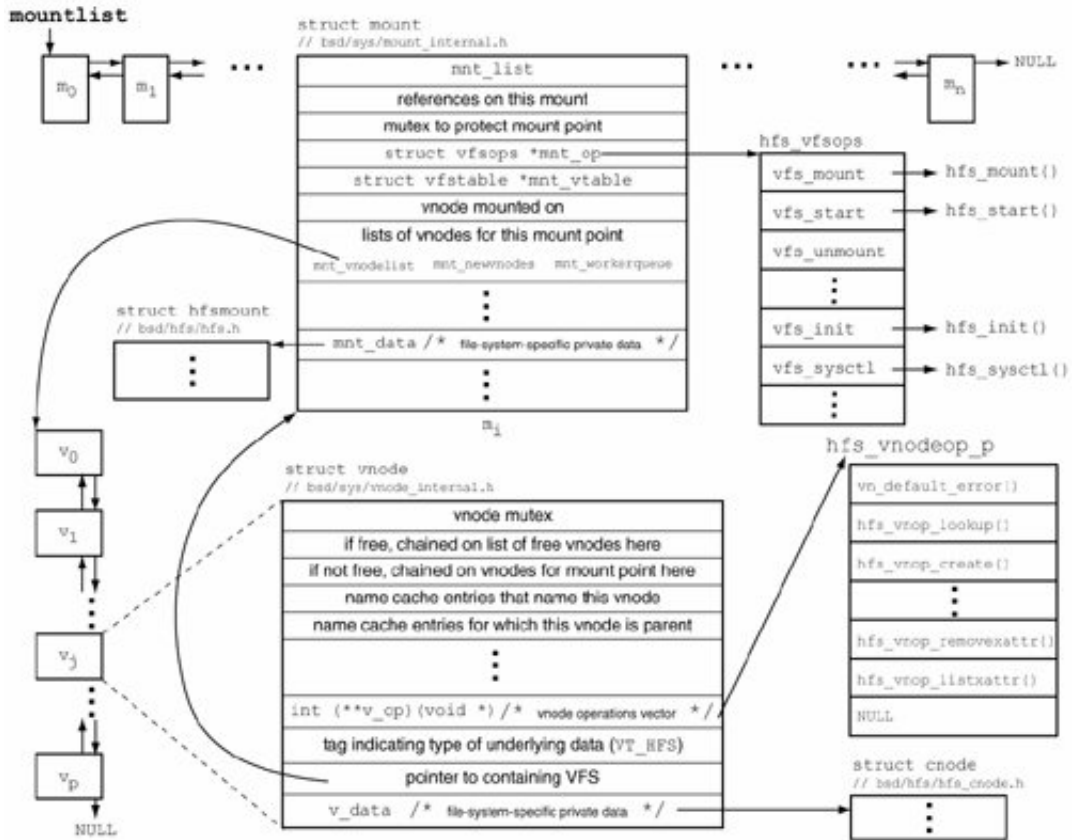 mountlist
m0
m1
struct mount
// bsd/sys/mount_internal.h
mnt_list
references on this mount
mutex to protect mount point
struct vfsops *mnt_op
struct vfstable *mnt_vtable
vnode mounted on
lists of vnodes for this mount point
mnt_vnodelist mnt_newvnodes mnt_workerqueue
mnt_data /* file-system-specific private data */
mi
mn
NULL
hfs_vfsops
vfs_mount
hfs_mount()
vfs_start
hfs_start()
vfs_unmount
vfs_init
hfs_init()
vfs_sysctl
hfs_sysctl()
struct hfsmount
// bsd/hfs/hfs.h
v0
v1
vj
vp
NULL
struct vnode
// bsd/sys/vnode_internal.h
vnode mutex
if free, chained on list of free vnodes here
if not free, chained on vnodes for mount point here
name cache entries that name this vnode
name cache entries for which this vnode is parent
int (**v_op)(void *) /* vnode operations vector */
tag indicating type of underlying data (VT_HFS)
pointer to containing VFS
v_data /* file-system-specific private data */
hfs_vnodeop_p
vn_default_error()
hfs_vnop_lookup()
hfs_vnop_create()
hfs_vnop_removexattr()
hfs_vnop_listxattr()
NULL
struct cnode
// bsd/hfs/hfs_cnode.h